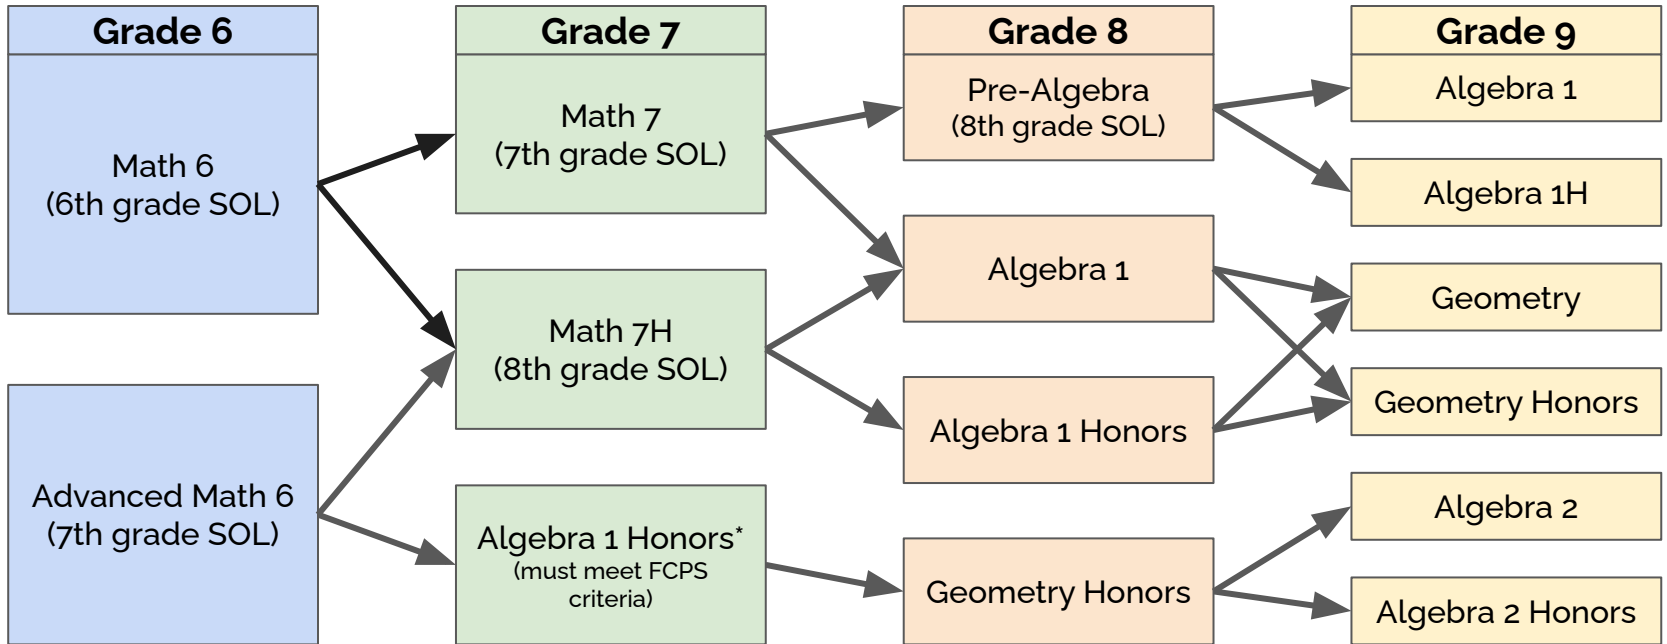 Grade 6
Math 6
(6th grade SOL)
Advanced Math 6
(7th grade SOL)
Grade 7
Math 7
(7th grade SOL)
Math 7H
(8th grade SOL)
Algebra 1 Honors*
(must meet FCPS
criteria)
Grade 8
Pre-Algebra
(8th grade SOL)
Algebra 1
Algebra 1 Honors
Geometry Honors
Grade 9
Algebra 1
Algebra 1H
Geometry
Geometry Honors
Algebra 2
Algebra 2 Honors